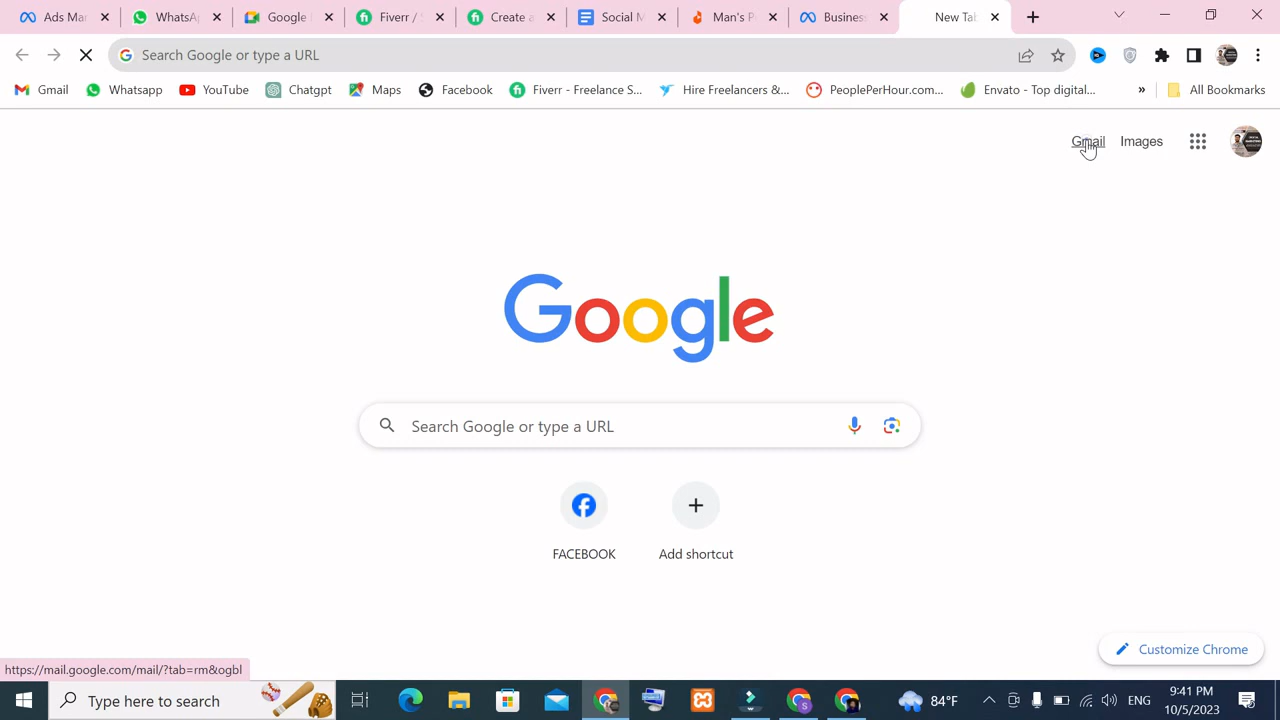 Ads Mar
WhatsA
Google
Fiverr /
Create a
Social M
Man's P
Business
New Tab
Search Google or type a URL
Gmail
Whatsapp
YouTube
Chatgpt
Maps
Facebook
Fiverr - Freelance S...
Hire Freelancers &...
PeoplePerHour.com...
Envato - Top digital...
»
All Bookmarks
Gmail
Images
Google
Search Google or type a URL
FACEBOOK
Add shortcut
Customize Chrome
https://mail.google.com/mail/?tab=rm&ogbl
Type here to search
84°F
ENG
9:41 PM
10/5/2023